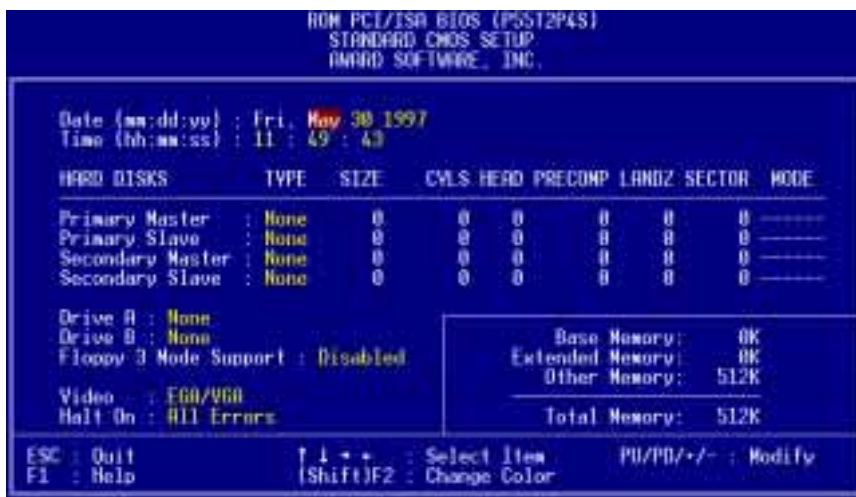 ROM PCI/ISA BIOS (P55T2P4S)
STANDARD CMOS SETUP
AWARD SOFTWARE, INC.
Date (mm:dd:yy) : Fri, May 30 1997
Time (hh:mm:ss) : 11 : 49 : 43
HARD DISKS TYPE SIZE CYLS HEAD PRECOMP LANDZ SECTOR MODE
Primary Master : None 0 0 0 0 0 0 ------
Primary Slave : None 0 0 0 0 0 0 ------
Secondary Master : None 0 0 0 0 0 0 ------
Secondary Slave : None 0 0 0 0 0 0 ------
Drive A : None
Drive B : None
Floppy 3 Mode Support : Disabled
Video : EGA/VGA
Halt On : All Errors
Base Memory: 0K
Extended Memory: 0K
Other Memory: 512K
Total Memory: 512K
ESC : Quit ↑ ↓ → ← : Select Item PU/PD/+/- : Modify
F1 : Help (Shift)F2 : Change Color